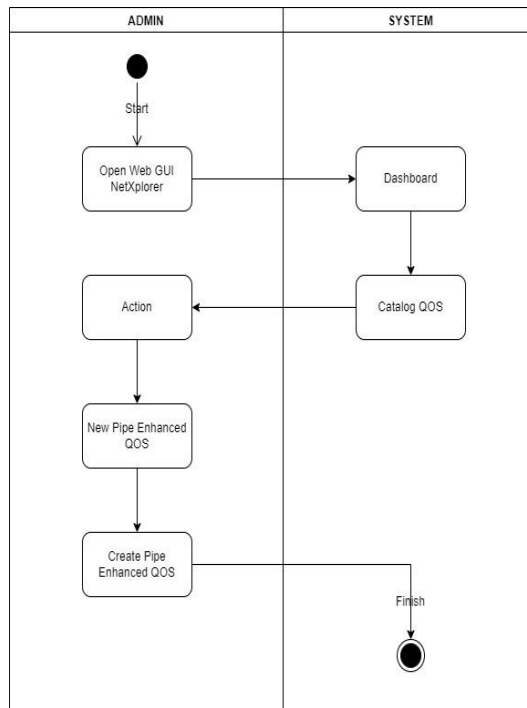 ADMIN
SYSTEM
Start
Open Web GUI
NetXplorer
Dashboard
Action
Catalog QOS
New Pipe Enhanced
QOS
Create Pipe
Enhanced QOS
Finish